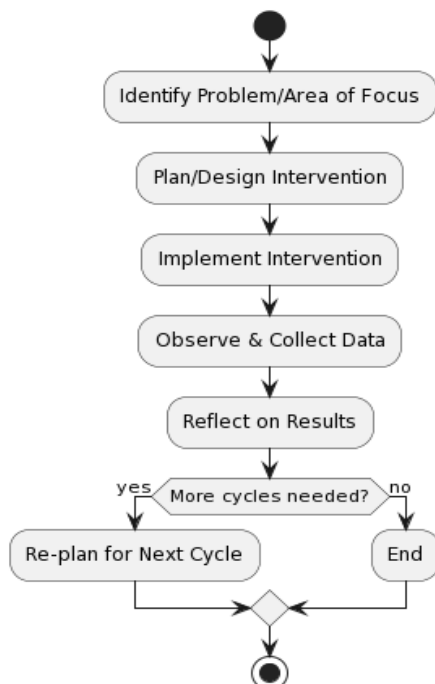 Identify Problem/Area of Focus
Plan/Design Intervention
Implement Intervention
Observe & Collect Data
Reflect on Results
yes
More cycles needed?
no
Re-plan for Next Cycle
End